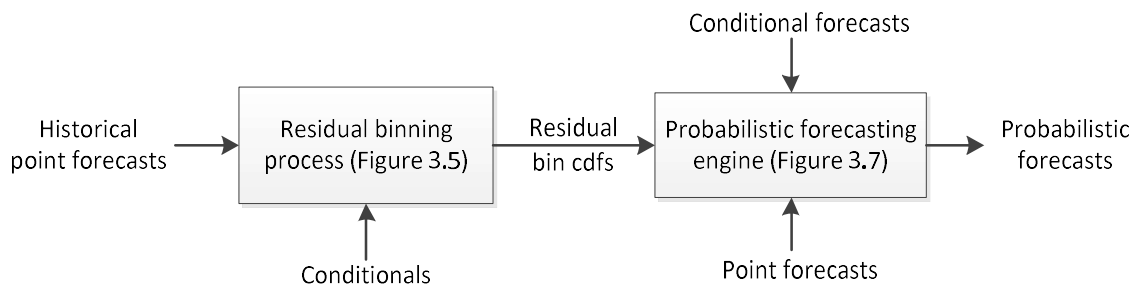 Conditional forecasts
Historical
point forecasts
Residual binning
process (Figure 3.5)
Residual
bin cdfs
Probabilistic forecasting
engine (Figure 3.7)
Probabilistic
forecasts
Conditionals
Point forecasts